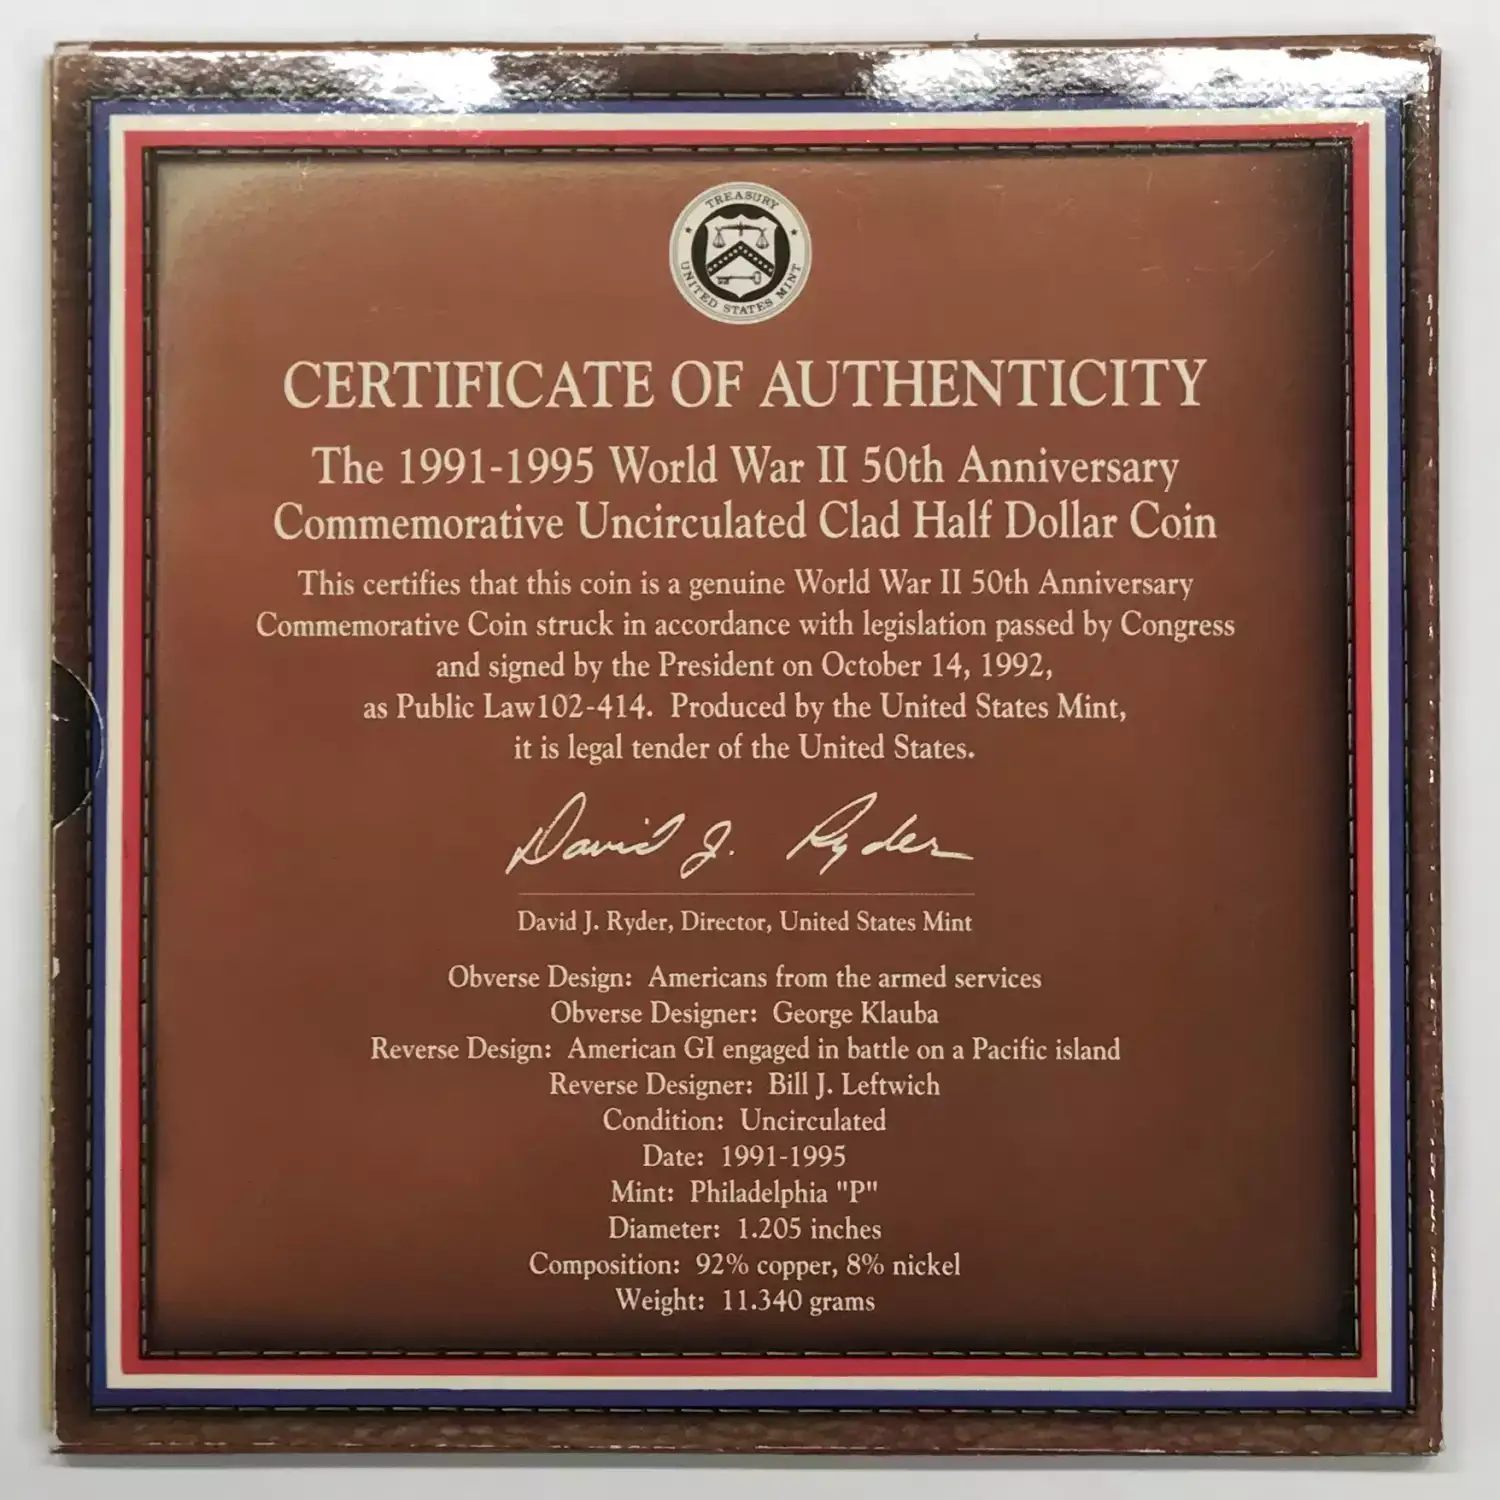 TREASURY
UNITED STATES MINT
CERTIFICATE OF AUTHENTICITY
The 1991-1995 World War II 50th Anniversary
Commemorative Uncirculated Clad Half Dollar Coin
This certifies that this coin is a genuine World War II 50th Anniversary
Commemorative Coin struck in accordance with legislation passed by Congress
and signed by the President on October 14, 1992,
as Public Law102-414. Produced by the United States Mint,
it is legal tender of the United States.
David J. Ryder
David J. Ryder, Director, United States Mint
Obverse Design: Americans from the armed services
Obverse Designer: George Klauba
Reverse Design: American GI engaged in battle on a Pacific island
Reverse Designer: Bill J. Leftwich
Condition: Uncirculated
Date: 1991-1995
Mint: Philadelphia "P"
Diameter: 1.205 inches
Composition: 92% copper, 8% nickel
Weight: 11.340 grams